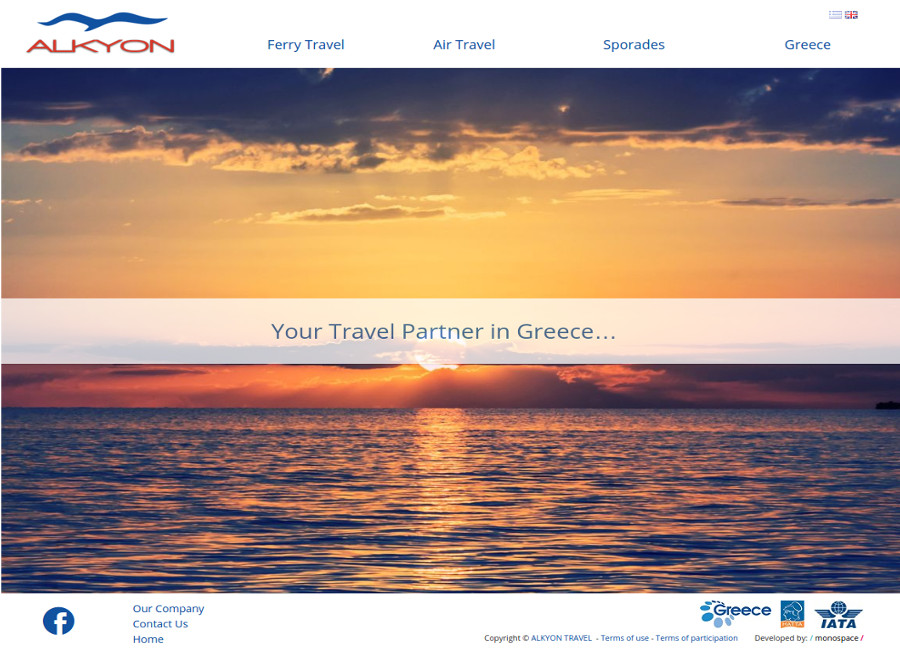 ALKYON
Ferry Travel
Air Travel
Sporades
Greece
Your Travel Partner in Greece...
Our Company
Contact Us
Home
Greece
HATTA
IATA
Copyright © ALKYON TRAVEL - Terms of use - Terms of participation
Developed by: / monospace /